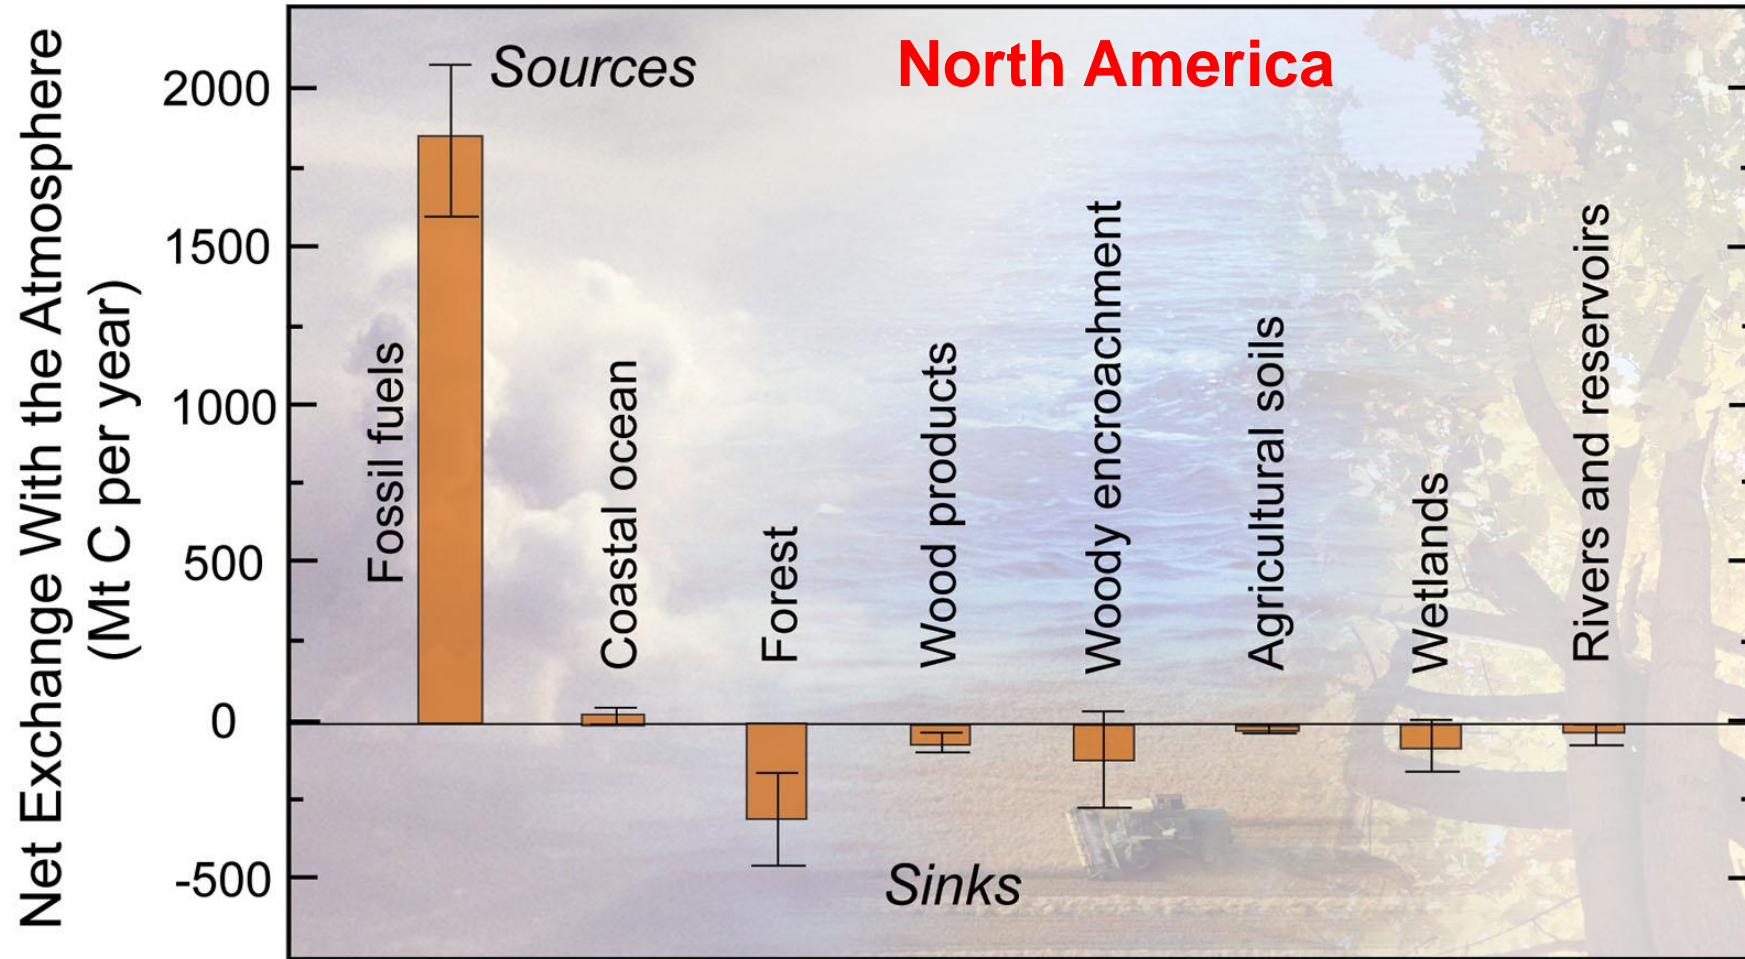 Net Exchange With the Atmosphere
(Mt C per year)
2000
1500
1000
500
0
-500
Sources
North America
Fossil fuels
Coastal ocean
Forest
Wood products
Woody encroachment
Agricultural soils
Wetlands
Rivers and reservoirs
Sinks